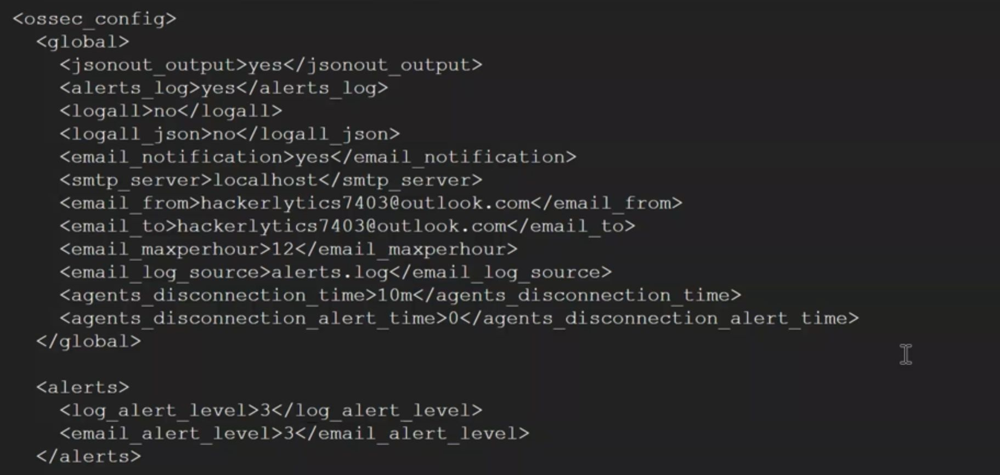 <ossec_config>
<global>
<jsonout_output>yes</jsonout_output>
<alerts_log>yes</alerts_log>
<logall>no</logall>
<logall_json>no</logall_json>
<email_notification>yes</email_notification>
<smtp_server>localhost</smtp_server>
<email_from>hackerlytics7403@outlook.com</email_from>
<email_to>hackerlytics7403@outlook.com</email_to>
<email_maxperhour>12</email_maxperhour>
<email_log_source>alerts.log</email_log_source>
<agents_disconnection_time>10m</agents_disconnection_time>
<agents_disconnection_alert_time>0</agents_disconnection_alert_time>
</global>
<alerts>
<log_alert_level>3</log_alert_level>
<email_alert_level>3</email_alert_level>
</alerts>